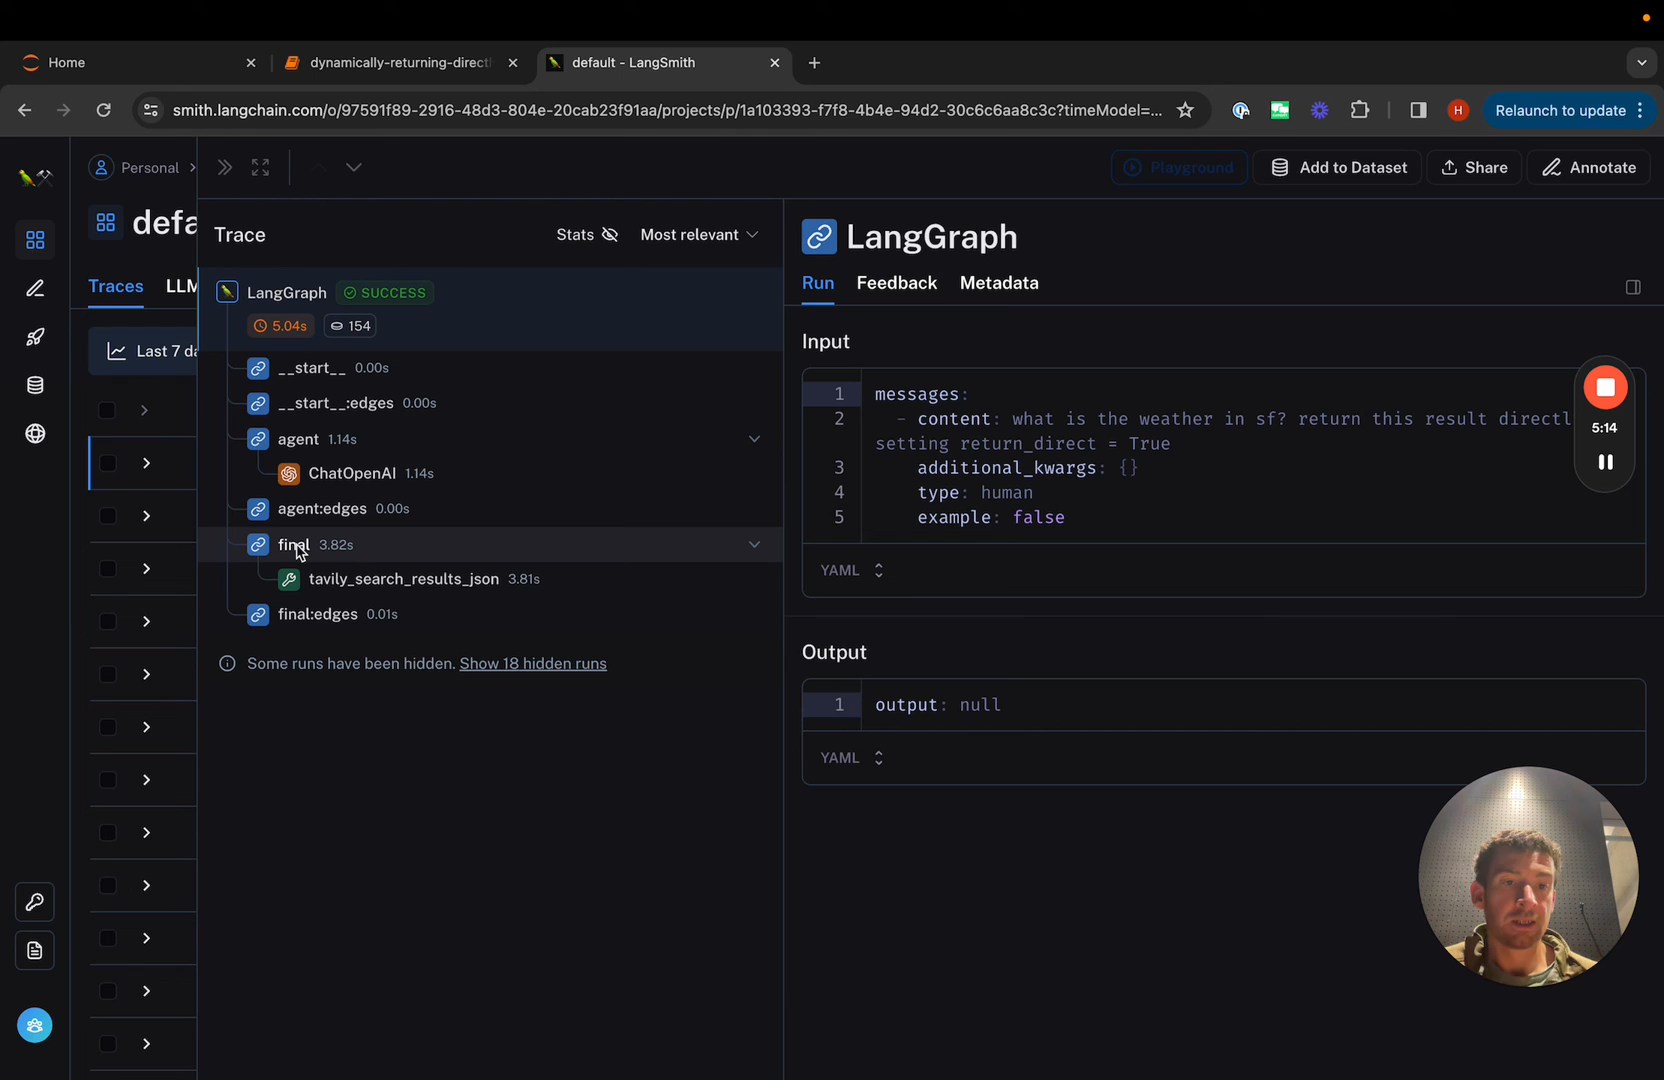 Home
dynamically-returning-directl
default - LangSmith
smith.langchain.com/o/97591f89-2916-48d3-804e-20cab23f91aa/projects/p/1a103393-f7f8-4b4e-94d2-30c6c6aa8c3c?timeModel=...
H
Relaunch to update
Personal
Playground
Add to Dataset
Share
Annotate
defa
Traces
LLM
Last 7 da
Trace
Stats
Most relevant
LangGraph
SUCCESS
5.04s
154
__start__ 0.00s
__start__:edges 0.00s
agent 1.14s
ChatOpenAI 1.14s
agent:edges 0.00s
final 3.82s
tavily_search_results_json 3.81s
final:edges 0.01s
Some runs have been hidden. Show 18 hidden runs
LangGraph
Run
Feedback
Metadata
Input
1 messages:
2 - content: what is the weather in sf? return this result directl
setting return_direct = True
3 additional_kwargs: {}
4 type: human
5 example: false
YAML
Output
1 output: null
YAML
5:14